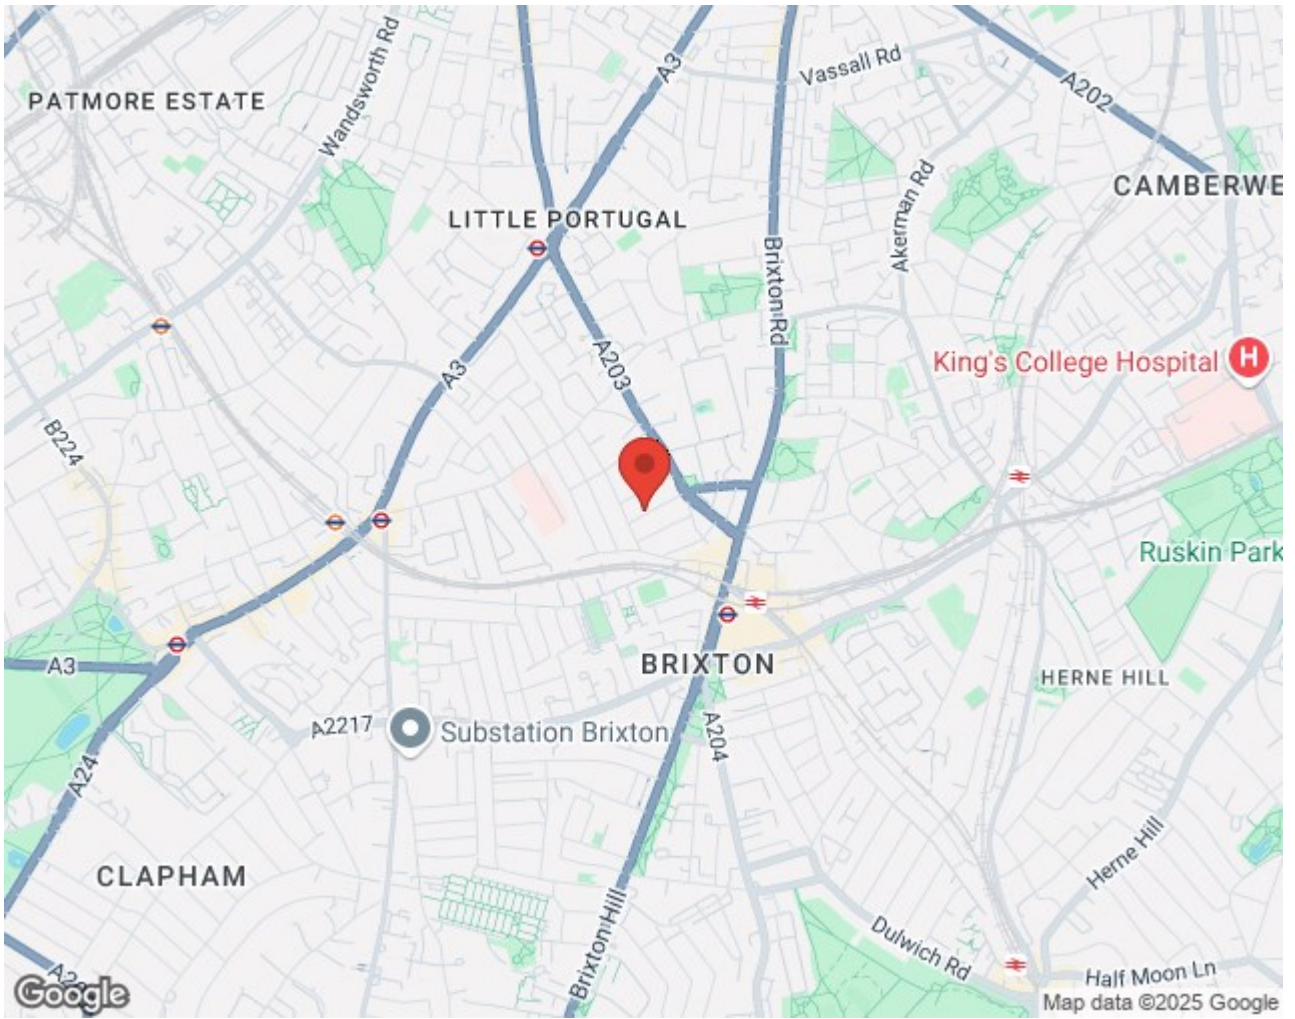 Wandsworth Rd
A3
Vassall Rd
A202
PATMORE ESTATE
CAMBERWE
LITTLE PORTUGAL
Akerman Rd
Brixton Rd
A203
King's College Hospital
H
A3
B224
Ruskin Park
A3
BRIXTON
HERNE HILL
A2217
Substation Brixton
A204
A24
CLAPHAM
Herne Hill
Brixton Hill
Dulwich Rd
Half Moon Ln
Google
Map data ©2025 Google